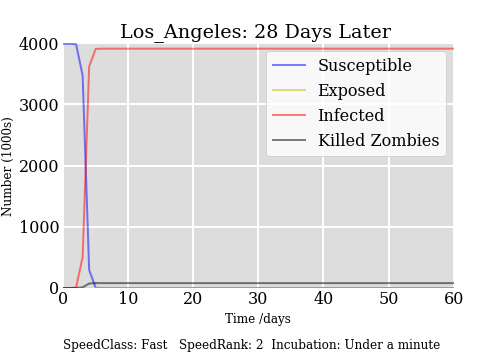 Los_Angeles: 28 Days Later
Number (1000s)
4000
3000
2000
1000
0
Susceptible
Exposed
Infected
Killed Zombies
0 10 20 30 40 50 60
Time /days
SpeedClass: Fast SpeedRank: 2 Incubation: Under a minute